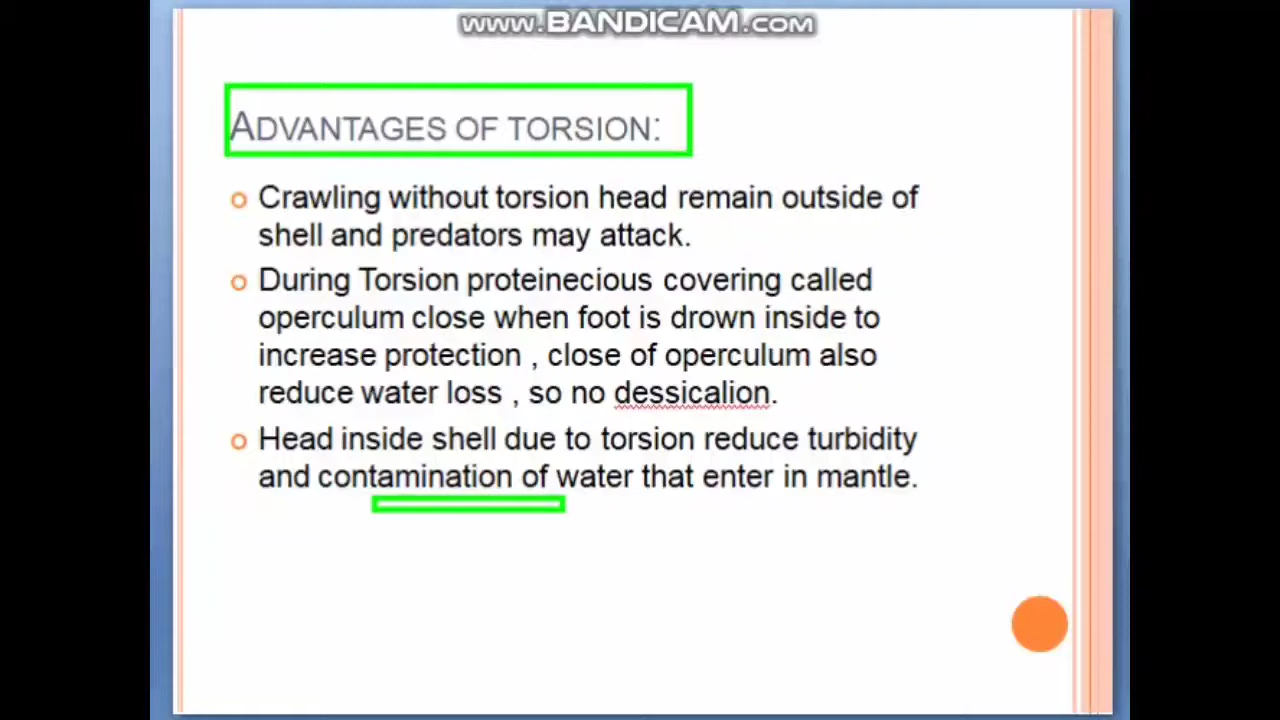 www.BANDICAM.com
ADVANTAGES OF TORSION:
Crawling without torsion head remain outside of
shell and predators may attack.
During Torsion proteinecious covering called
operculum close when foot is drown inside to
increase protection , close of operculum also
reduce water loss , so no dessicalion.
Head inside shell due to torsion reduce turbidity
and contamination of water that enter in mantle.